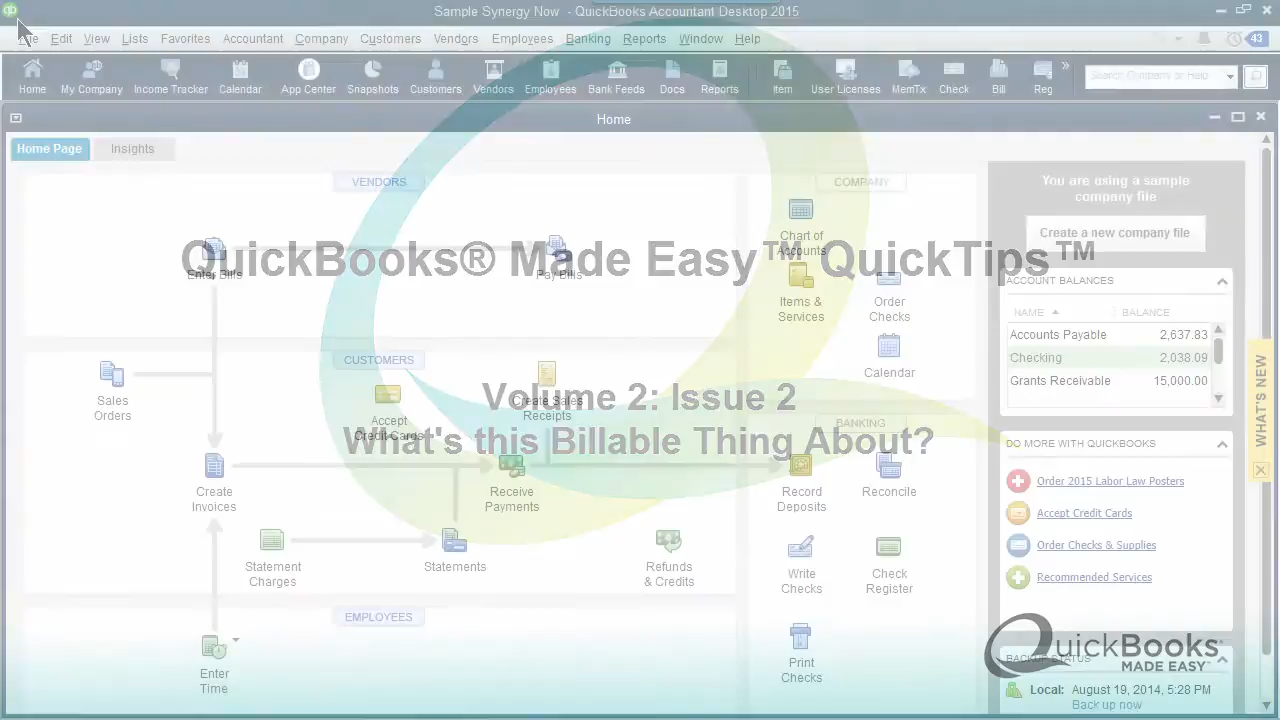 Sample Synergy Now - QuickBooks Accountant Desktop 2015
Edit View Lists Favorites Accountant Company Customers Vendors Employees Banking Reports Window Help
43
Home My Company Income Tracker Calendar App Center Snapshots Customers Vendors Employees Bank Feeds Docs Reports Item User Licenses MemTx Check Bill Reg
Search Company or Help
Home
Home Page Insights
VENDORS
COMPANY
Enter Bills
Pay Bills
Chart of
Accounts
Items &
Services
Order
Checks
Calendar
QuickBooks® Made Easy™ QuickTips™
Volume 2: Issue 2
What's this Billable Thing About?
CUSTOMERS
Sales
Orders
Accept
Credit Cards
Create Sales
Receipts
Create
Invoices
Receive
Payments
Statement
Charges
Statements
Refunds
& Credits
EMPLOYEES
Enter
Time
BANKING
Record
Deposits
Reconcile
Write
Checks
Check
Register
Print
Checks
You are using a sample
company file
Create a new company file
ACCOUNT BALANCES
NAME BALANCE
Accounts Payable 2,637.83
Checking 2,038.09
Grants Receivable 15,000.00
DO MORE WITH QUICKBOOKS
Order 2015 Labor Law Posters
Accept Credit Cards
Order Checks & Supplies
Recommended Services
BACKUP STATUS
Local: August 19, 2014, 5:28 PM
Back up now
WHAT'S NEW
QuickBooks
MADE EASY™